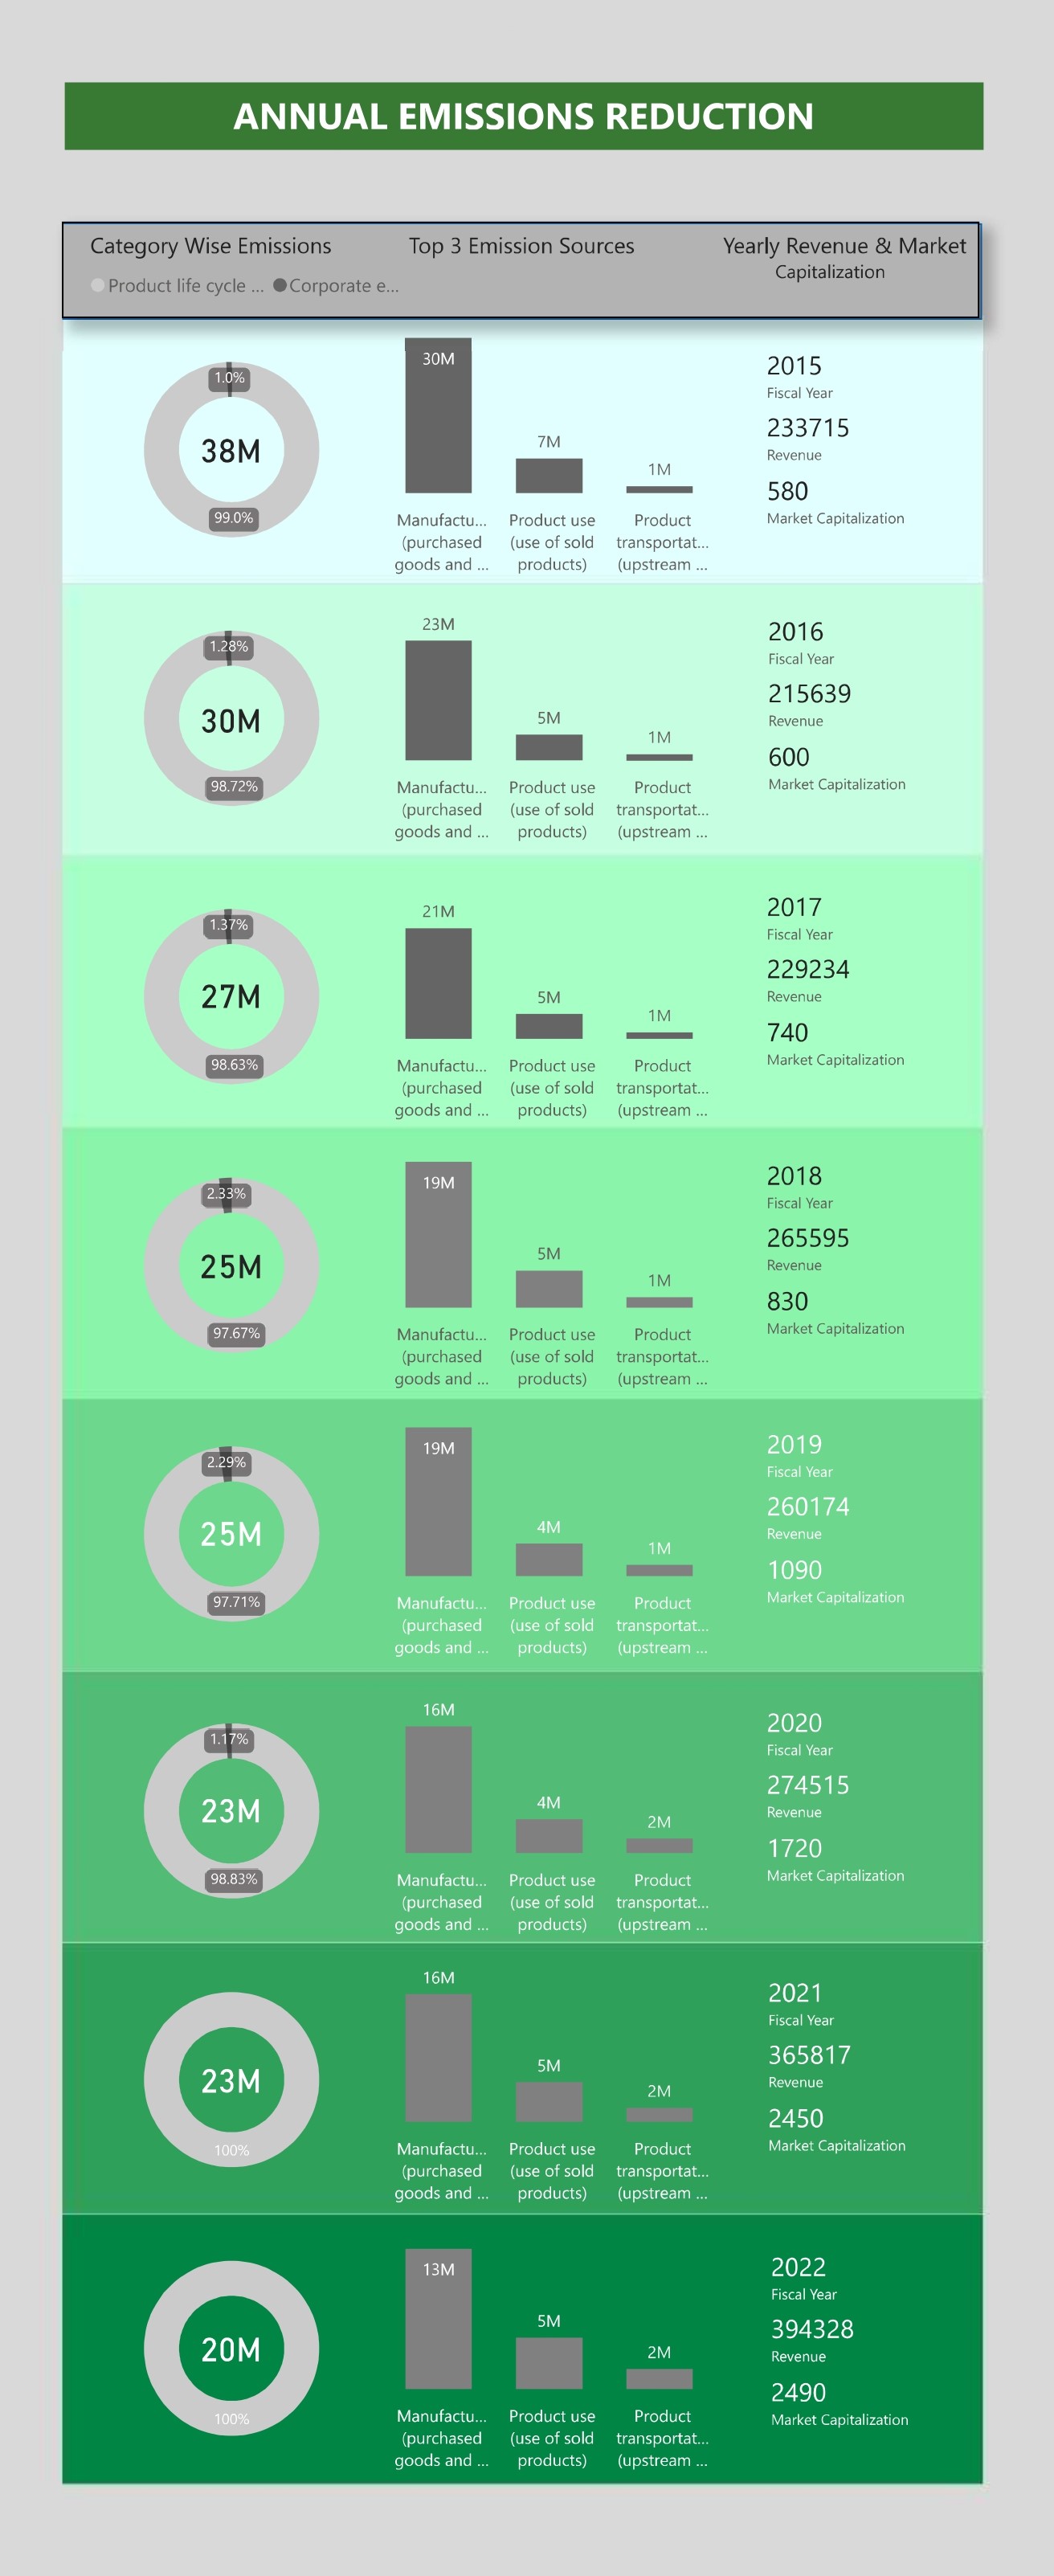 ANNUAL EMISSIONS REDUCTION
Category Wise Emissions
Top 3 Emission Sources
Yearly Revenue & Market
Capitalization
Product life cycle ...
Corporate e...
1.0%
38M
99.0%
30M
7M
1M
Manufactu...
(purchased
goods and ...
Product use
(use of sold
products)
Product
transportat...
(upstream ...
2015
Fiscal Year
233715
Revenue
580
Market Capitalization
1.28%
30M
98.72%
23M
5M
1M
Manufactu...
(purchased
goods and ...
Product use
(use of sold
products)
Product
transportat...
(upstream ...
2016
Fiscal Year
215639
Revenue
600
Market Capitalization
1.37%
27M
98.63%
21M
5M
1M
Manufactu...
(purchased
goods and ...
Product use
(use of sold
products)
Product
transportat...
(upstream ...
2017
Fiscal Year
229234
Revenue
740
Market Capitalization
2.33%
25M
97.67%
19M
5M
1M
Manufactu...
(purchased
goods and ...
Product use
(use of sold
products)
Product
transportat...
(upstream ...
2018
Fiscal Year
265595
Revenue
830
Market Capitalization
2.29%
25M
97.71%
19M
4M
1M
Manufactu...
(purchased
goods and ...
Product use
(use of sold
products)
Product
transportat...
(upstream ...
2019
Fiscal Year
260174
Revenue
1090
Market Capitalization
1.17%
23M
98.83%
16M
4M
2M
Manufactu...
(purchased
goods and ...
Product use
(use of sold
products)
Product
transportat...
(upstream ...
2020
Fiscal Year
274515
Revenue
1720
Market Capitalization
23M
100%
16M
5M
2M
Manufactu...
(purchased
goods and ...
Product use
(use of sold
products)
Product
transportat...
(upstream ...
2021
Fiscal Year
365817
Revenue
2450
Market Capitalization
20M
100%
13M
5M
2M
Manufactu...
(purchased
goods and ...
Product use
(use of sold
products)
Product
transportat...
(upstream ...
2022
Fiscal Year
394328
Revenue
2490
Market Capitalization